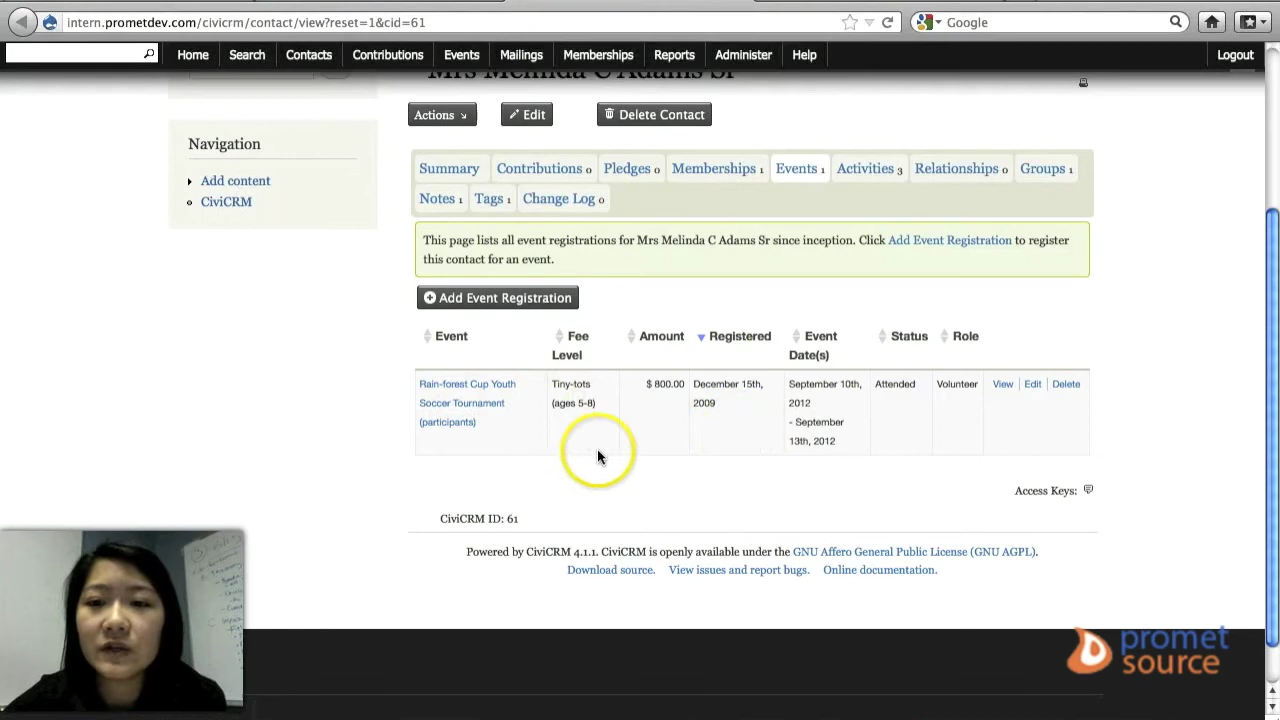 intern.prometdev.com/civicrm/contact/view?reset=1&cid=61
Google
Home Search Contacts Contributions Events Mailings Memberships Reports Administer Help Logout
Mrs Melinda C Adams Sr
Actions Edit Delete Contact
Navigation
Add content
CiviCRM
Summary Contributions 0 Pledges 0 Memberships 1 Events 1 Activities 3 Relationships 0 Groups 1
Notes 1 Tags 1 Change Log 0
This page lists all event registrations for Mrs Melinda C Adams Sr since inception. Click Add Event Registration to register
this contact for an event.
Add Event Registration
Event Fee Amount Registered Event Status Role
Level Date(s)
Rain-forest Cup Youth Tiny-tots $ 800.00 December 15th, September 10th, Attended Volunteer View Edit Delete
Soccer Tournament (ages 5-8) 2009 2012
(participants) - September
13th, 2012
Access Keys:
CiviCRM ID: 61
Powered by CiviCRM 4.1.1. CiviCRM is openly available under the GNU Affero General Public License (GNU AGPL).
Download source. View issues and report bugs. Online documentation.
promet
source